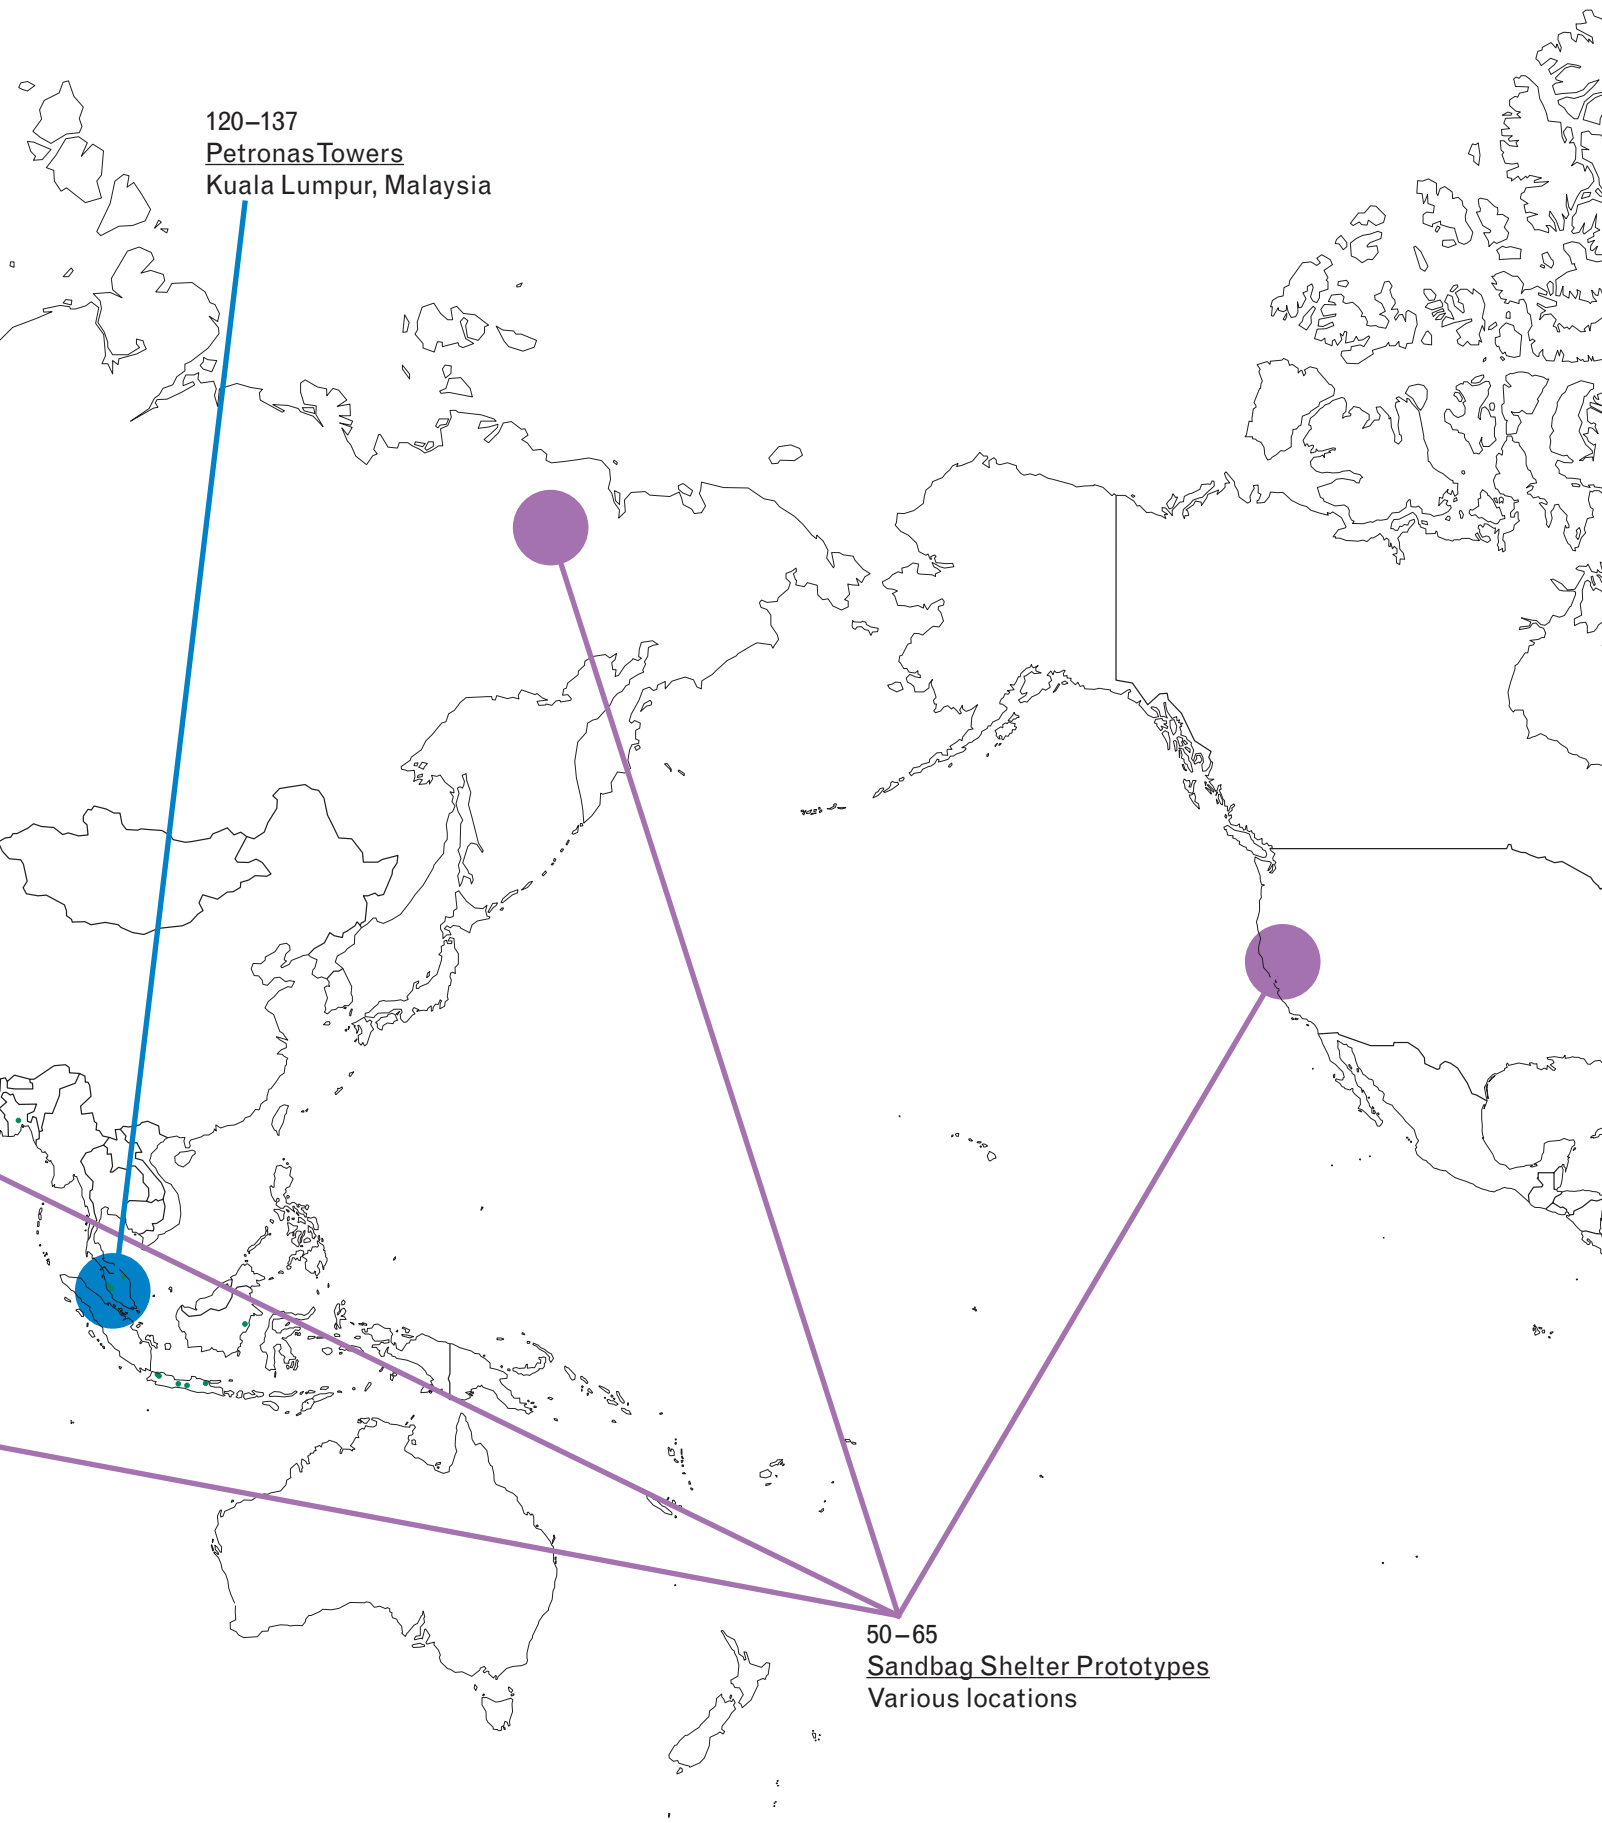 120–137
Petronas Towers
Kuala Lumpur, Malaysia
50–65
Sandbag Shelter Prototypes
Various locations